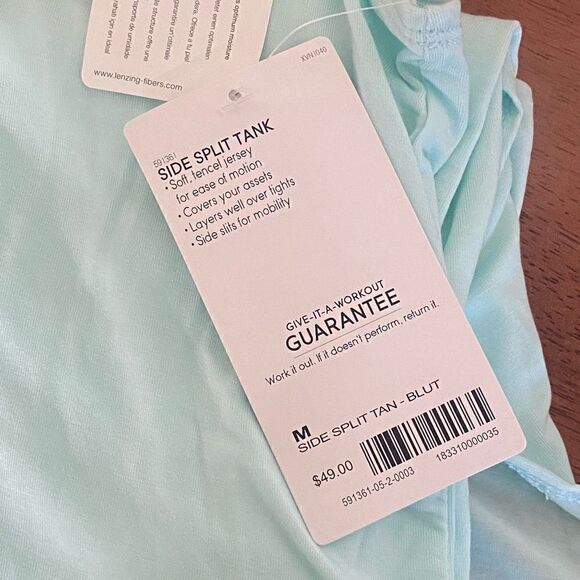 www.lenzing-fibers.com
XVN1040
591361
SIDE SPLIT TANK
• Soft, tencel jersey
for ease of motion
• Covers your assets
• Layers well over tights
• Side slits for mobility
GIVE-IT-A-WORKOUT
GUARANTEE
Work it out. If it doesn't perform, return it.
M
SIDE SPLIT TAN - BLUT
$49.00
591361-05-2-0003 183310000035